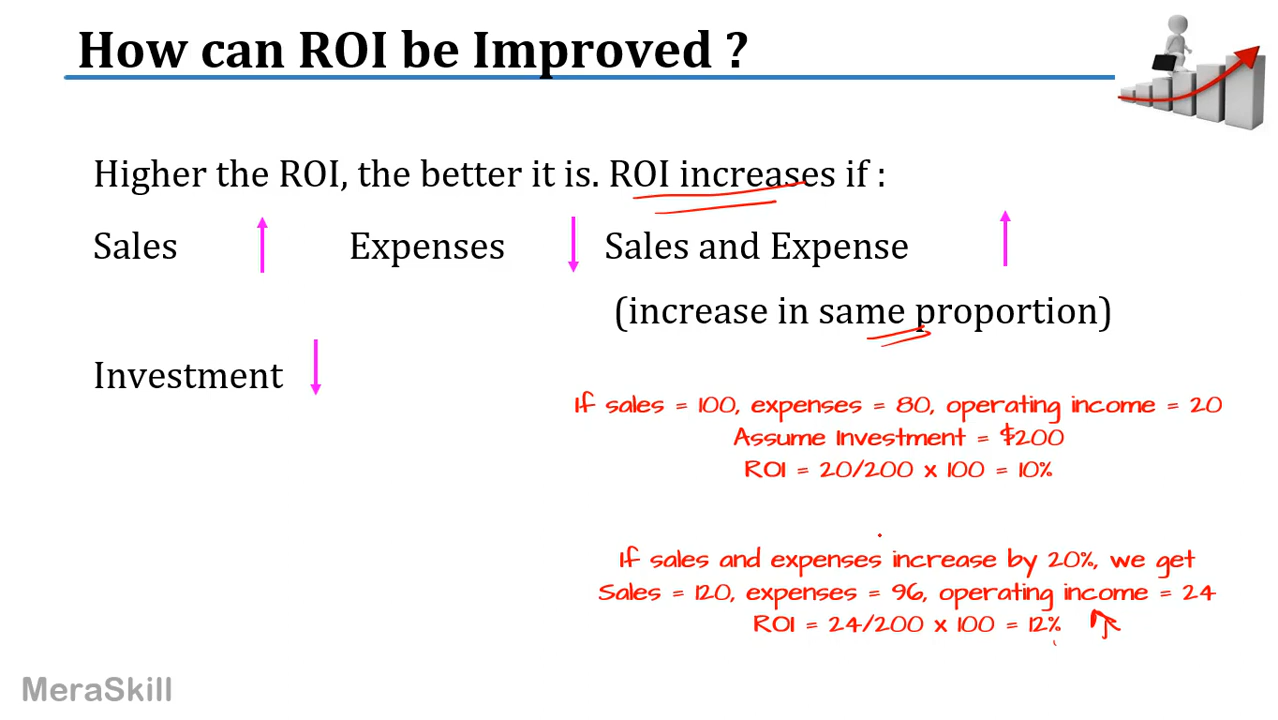 How can ROI be Improved ?
Higher the ROI, the better it is. ROI increases if :
Sales Expenses Sales and Expense
(increase in same proportion)
Investment
If sales = 100, expenses = 80, operating income = 20
Assume Investment = $200
ROI = 20/200 x 100 = 10%
If sales and expenses increase by 20%, we get
Sales = 120, expenses = 96, operating income = 24
ROI = 24/200 x 100 = 12%
MeraSkill